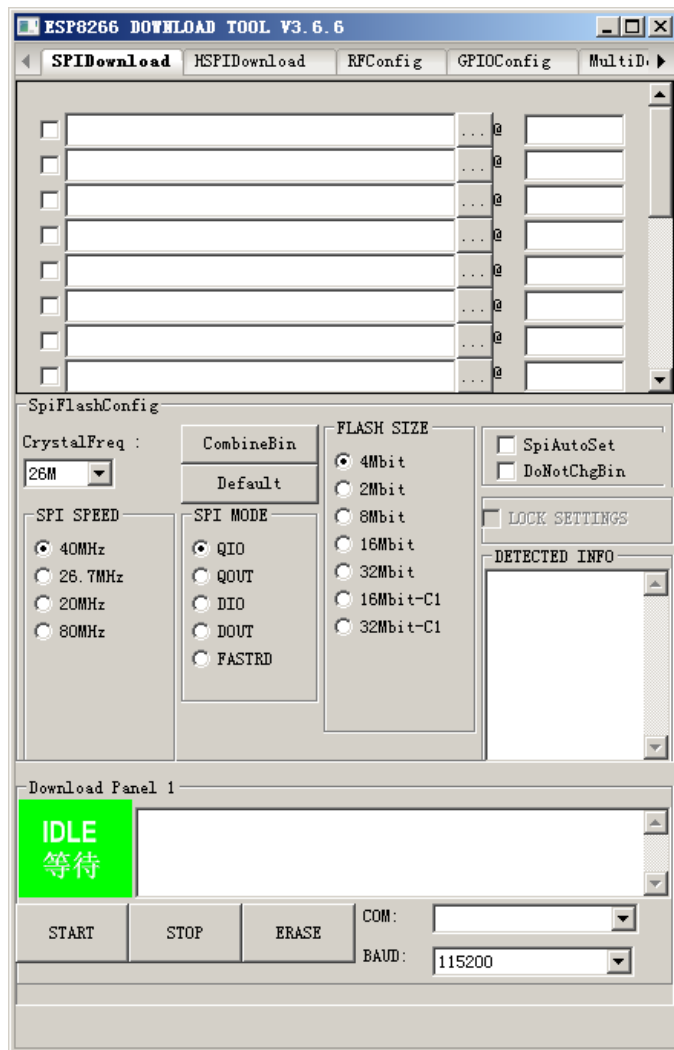 ESP8266 DOWNLOAD TOOL V3.6.6
SPIDownload HSPIDownload RFConfig GPIOConfig MultiD
... @
... @
... @
... @
... @
... @
... @
... @
SpiFlashConfig
CrystalFreq :
26M
CombineBin
Default
SPI SPEED
40MHz
26.7MHz
20MHz
80MHz
SPI MODE
QIO
QOUT
DIO
DOUT
FASTRD
FLASH SIZE
4Mbit
2Mbit
8Mbit
16Mbit
32Mbit
16Mbit-C1
32Mbit-C1
SpiAutoSet
DoNotChgBin
LOCK SETTINGS
DETECTED INFO
Download Panel 1
IDLE
等待
START STOP ERASE
COM:
BAUD: 115200